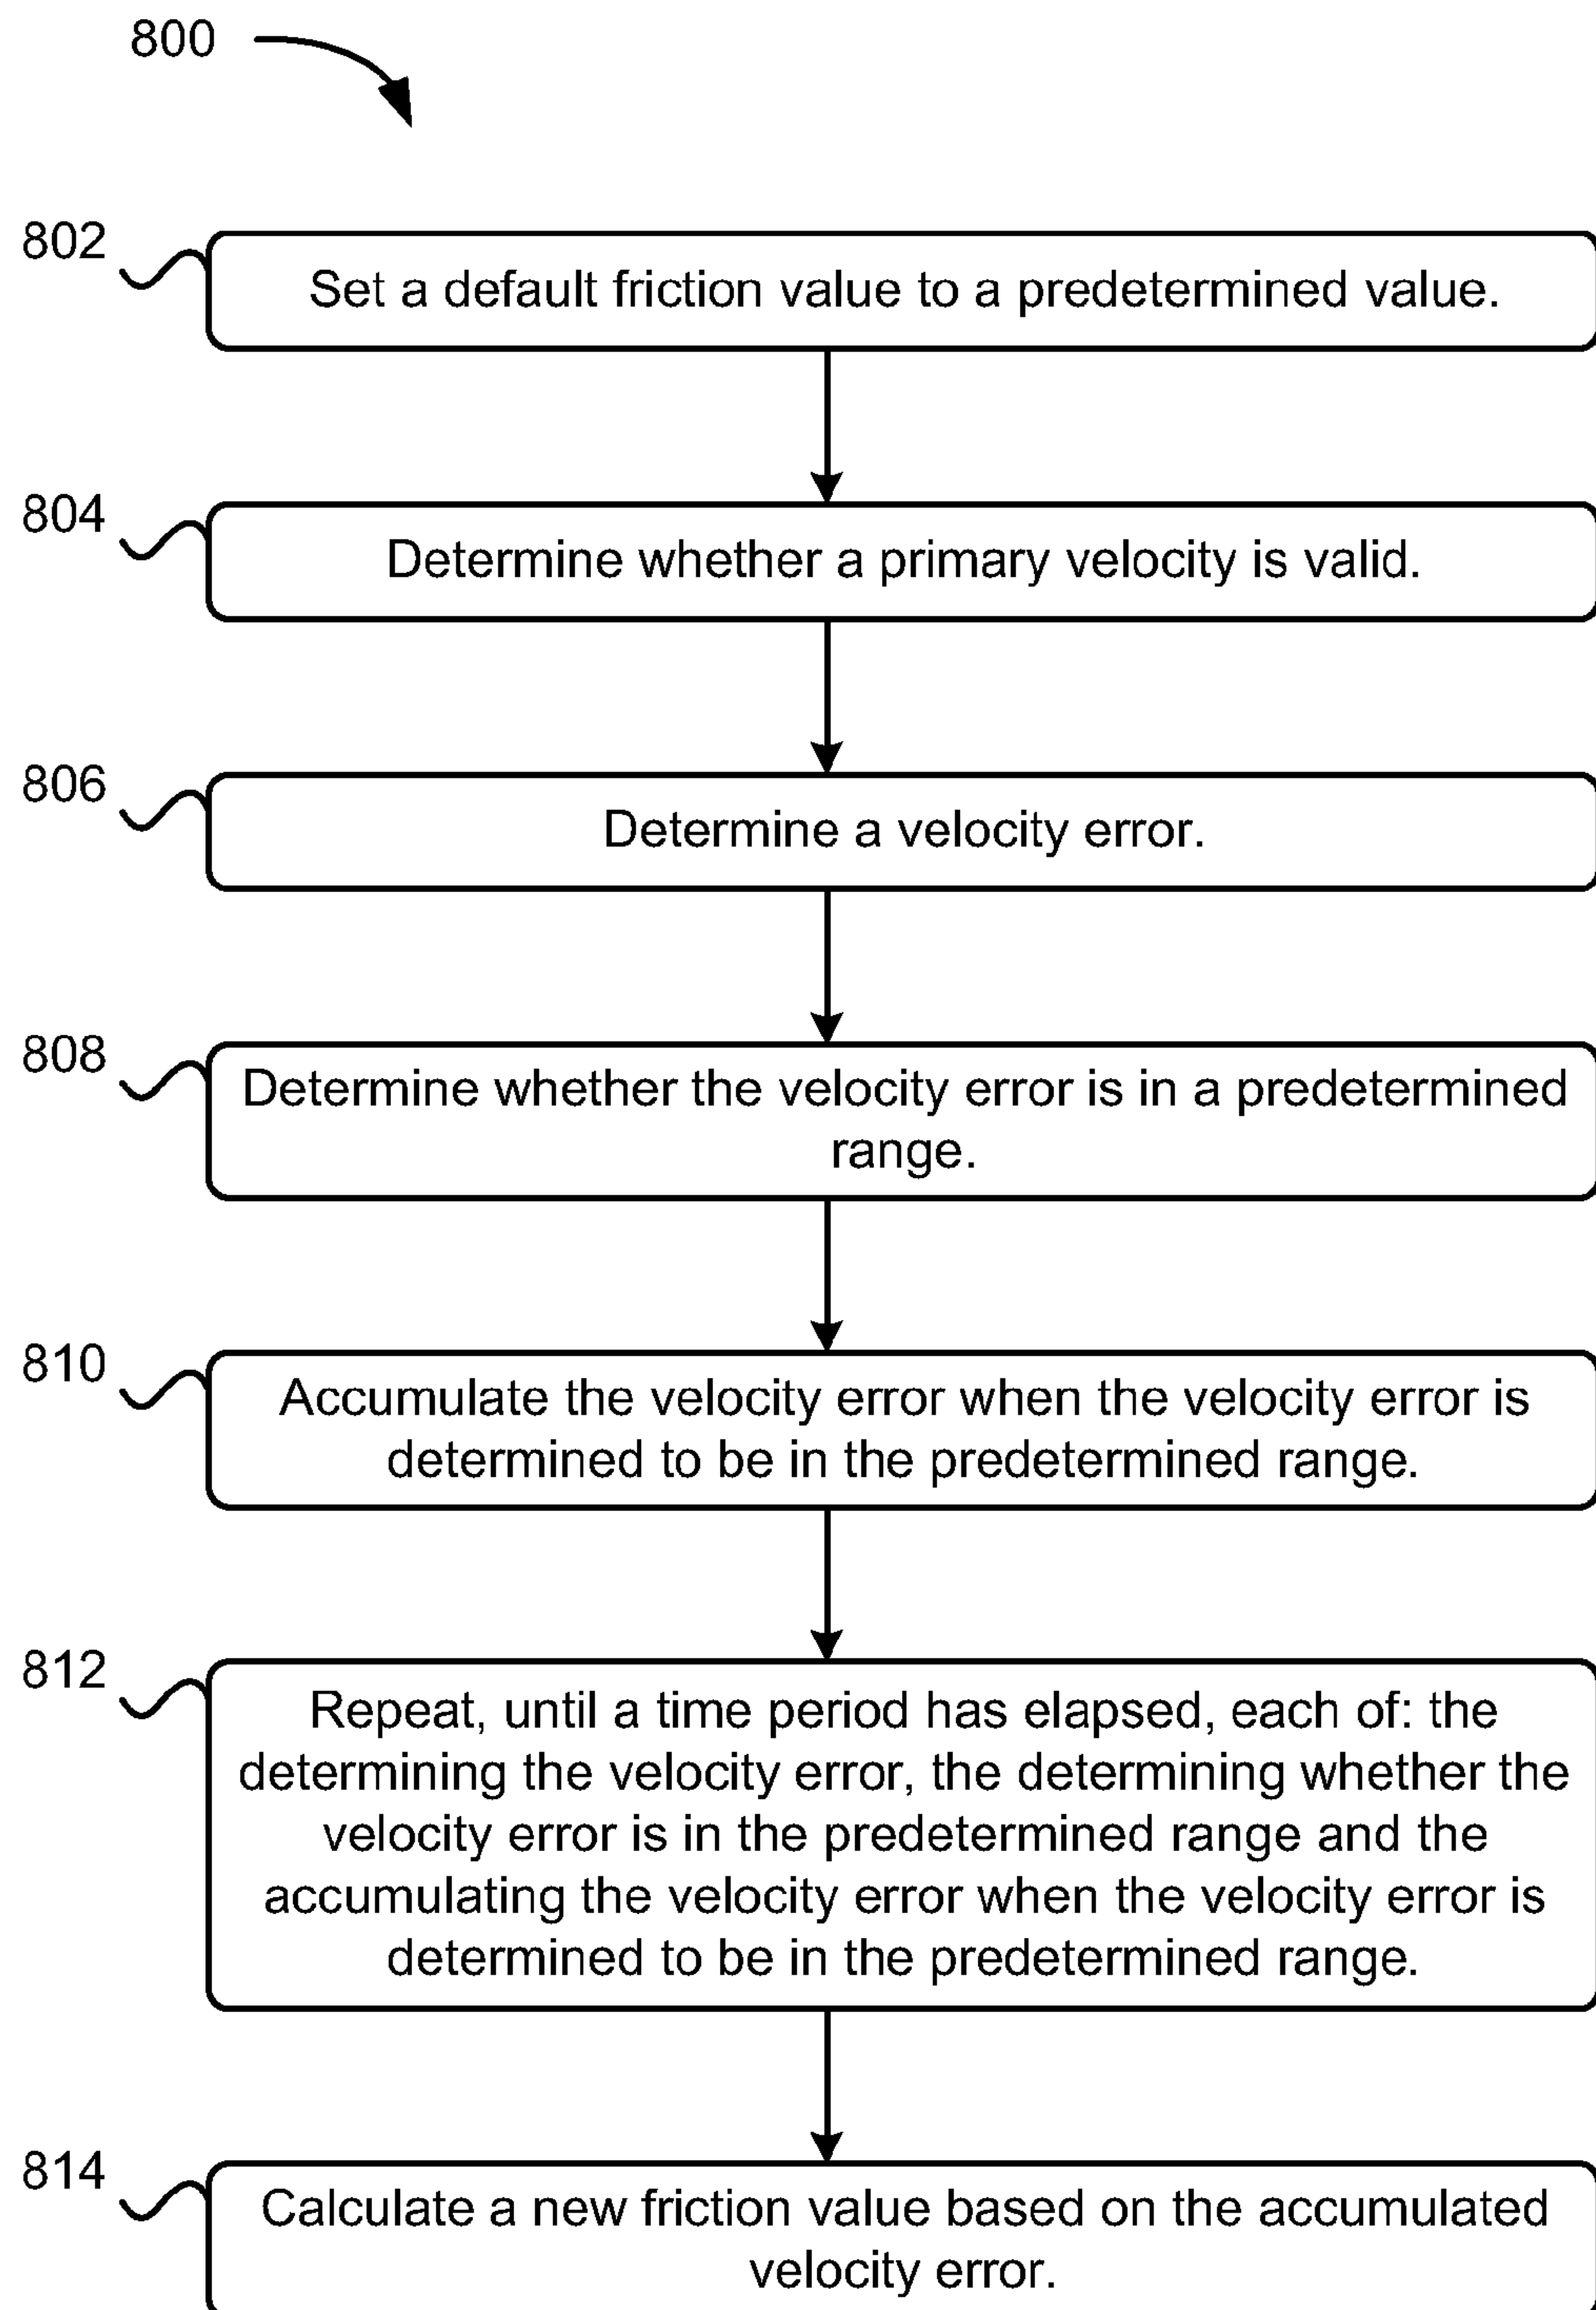 800
802
Set a default friction value to a predetermined value.
804
Determine whether a primary velocity is valid.
806
Determine a velocity error.
808
Determine whether the velocity error is in a predetermined
range.
810
Accumulate the velocity error when the velocity error is
determined to be in the predetermined range.
812
Repeat, until a time period has elapsed, each of: the
determining the velocity error, the determining whether the
velocity error is in the predetermined range and the
accumulating the velocity error when the velocity error is
determined to be in the predetermined range.
814
Calculate a new friction value based on the accumulated
velocity error.